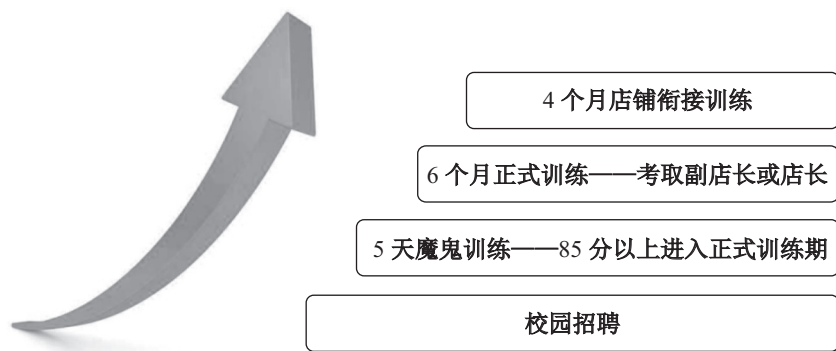 4 个月店铺衔接训练
6 个月正式训练——考取副店长或店长
5 天魔鬼训练——85 分以上进入正式训练期
校园招聘